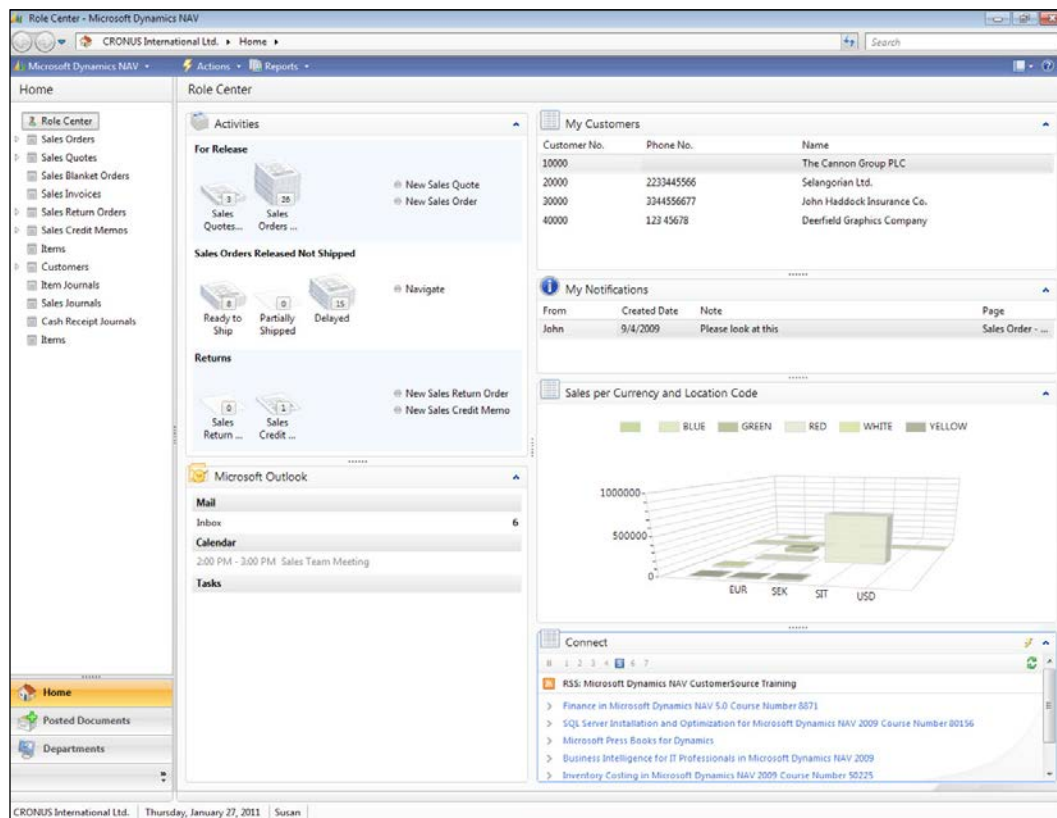 Role Center - Microsoft Dynamics NAV
CRONUS International Ltd. Home
Search
Microsoft Dynamics NAV Actions Reports
Home
Role Center
Sales Orders
Sales Quotes
Sales Blanket Orders
Sales Invoices
Sales Return Orders
Sales Credit Memos
Items
Customers
Item Journals
Sales Journals
Cash Receipt Journals
Items
Home
Posted Documents
Departments
Role Center
Activities
For Release
3
26
Sales Quotes...
Sales Orders ...
New Sales Quote
New Sales Order
Sales Orders Released Not Shipped
8
0
15
Ready to Ship
Partially Shipped
Delayed
Navigate
Returns
0
1
Sales Return ...
Sales Credit ...
New Sales Return Order
New Sales Credit Memo
Microsoft Outlook
Mail
Inbox 6
Calendar
2:00 PM - 3:00 PM Sales Team Meeting
Tasks
My Customers
Customer No. Phone No. Name
10000 The Cannon Group PLC
20000 2233445566 Selangorian Ltd.
30000 3344556677 John Haddock Insurance Co.
40000 123 45678 Deerfield Graphics Company
My Notifications
From Created Date Note Page
John 9/4/2009 Please look at this Sales Order - ...
Sales per Currency and Location Code
BLUE GREEN RED WHITE YELLOW
1000000
500000
0
EUR SEK SIT USD
Connect
1 2 3 4 5 6 7
RSS: Microsoft Dynamics NAV CustomerSource Training
Finance in Microsoft Dynamics NAV 5.0 Course Number 8871
SQL Server Installation and Optimization for Microsoft Dynamics NAV 2009 Course Number 80156
Microsoft Press Books for Dynamics
Business Intelligence for IT Professionals in Microsoft Dynamics NAV 2009
Inventory Costing in Microsoft Dynamics NAV 2009 Course Number 50225
CRONUS International Ltd. Thursday, January 27, 2011 Susan